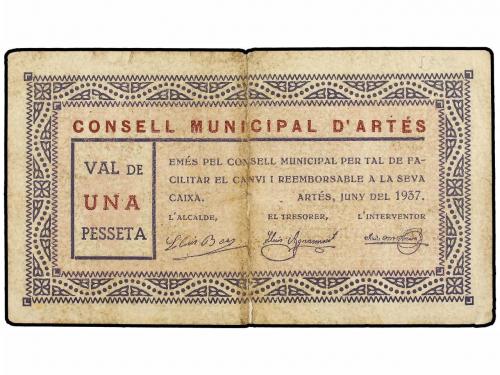 CONSELL MUNICIPAL D'ARTÉS
VAL DE
UNA
PESSETA
EMÉS PEL CONSELL MUNICIPAL PER TAL DE FA-
CILITAR EL CANVI I REEMBORSABLE A LA SEVA
CAIXA. ARTÉS, JUNY DEL 1937.
L'ALCALDE, EL TRESORER, L'INTERVENTOR